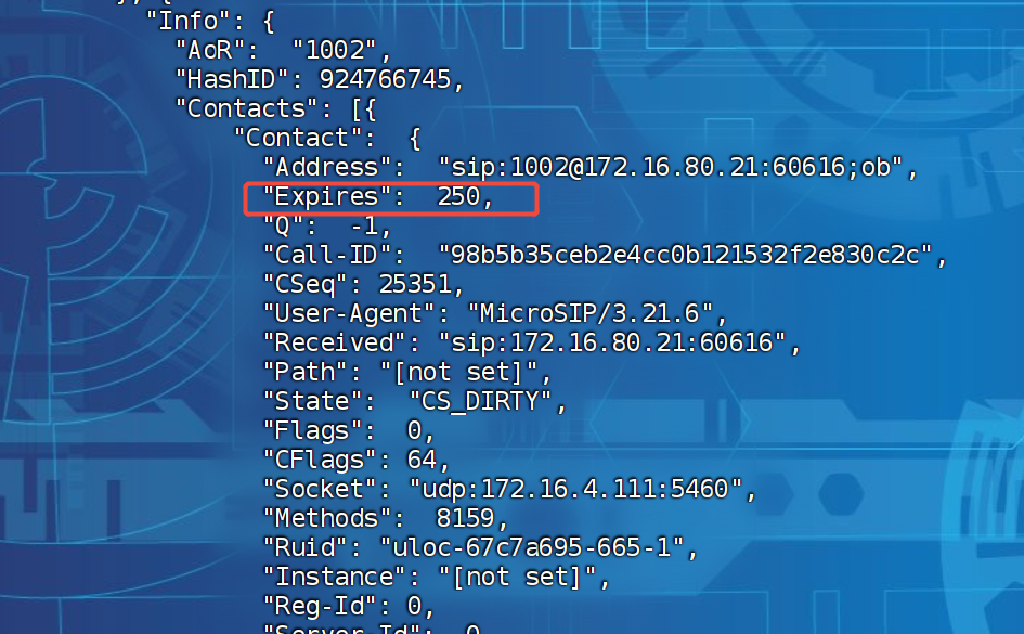 }, {
"Info": {
"AoR":  "1002",
"HashID": 924766745,
"Contacts": [{
"Contact":  {
"Address":  "sip:1002@172.16.80.21:60616;ob",
"Expires":  250,
"Q":  -1,
"Call-ID":  "98b5b35ceb2e4cc0b121532f2e830c2c",
"CSeq": 25351,
"User-Agent": "MicroSIP/3.21.6",
"Received": "sip:172.16.80.21:60616",
"Path": "[not set]",
"State":  "CS_DIRTY",
"Flags":  0,
"CFlags": 64,
"Socket": "udp:172.16.4.111:5460",
"Methods":  8159,
"Ruid": "uloc-67c7a695-665-1",
"Instance": "[not set]",
"Reg-Id": 0,
"Server-Id":  0